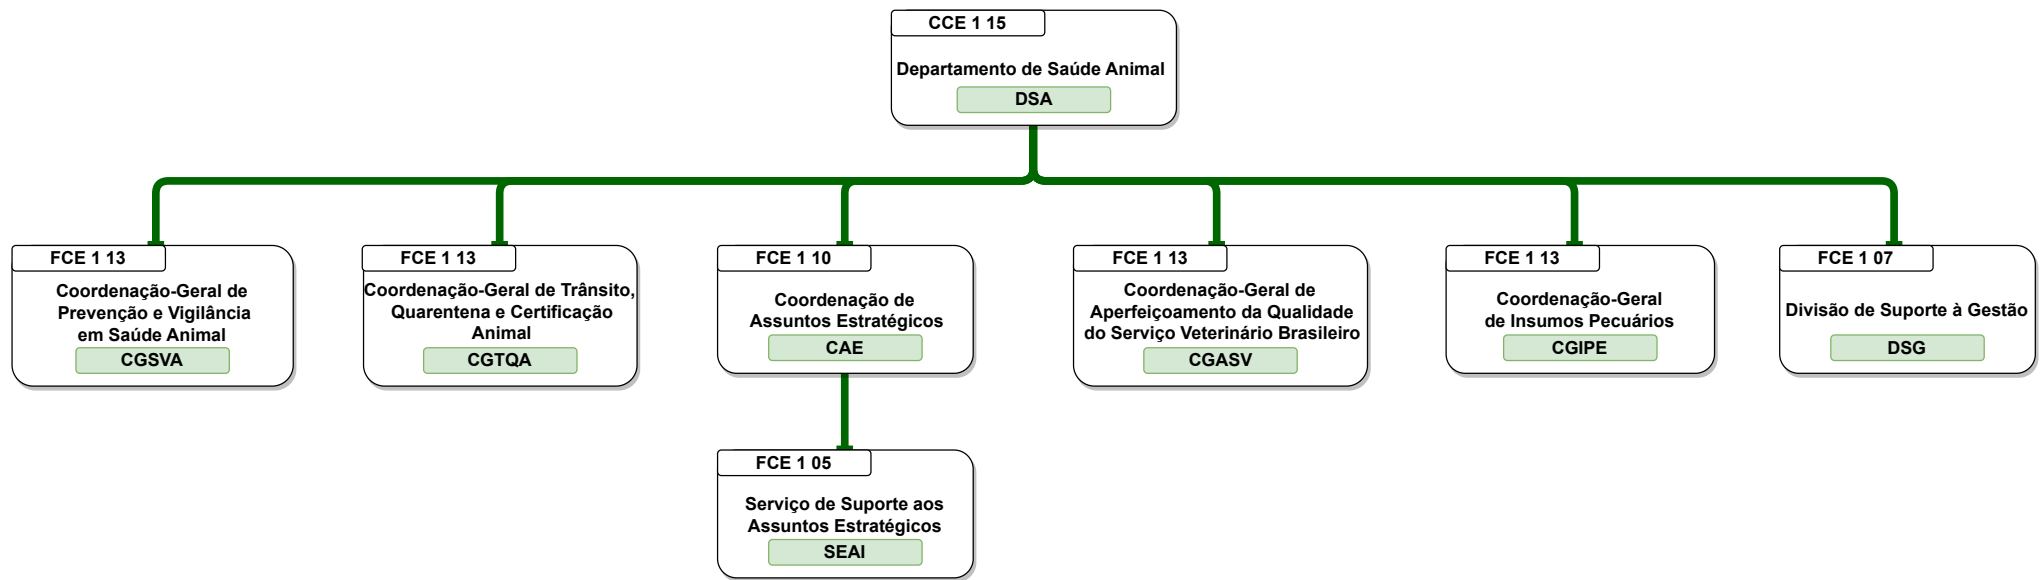 CCE 1 15
Departamento de Saúde Animal
DSA
FCE 1 13
Coordenação-Geral de
Prevenção e Vigilância
em Saúde Animal
CGSVA
FCE 1 13
Coordenação-Geral de Trânsito,
Quarentena e Certificação
Animal
CGTQA
FCE 1 10
Coordenação de
Assuntos Estratégicos
CAE
FCE 1 13
Coordenação-Geral de
Aperfeiçoamento da Qualidade
do Serviço Veterinário Brasileiro
CGASV
FCE 1 13
Coordenação-Geral
de Insumos Pecuários
CGIPE
FCE 1 07
Divisão de Suporte à Gestão
DSG
FCE 1 05
Serviço de Suporte aos
Assuntos Estratégicos
SEAI